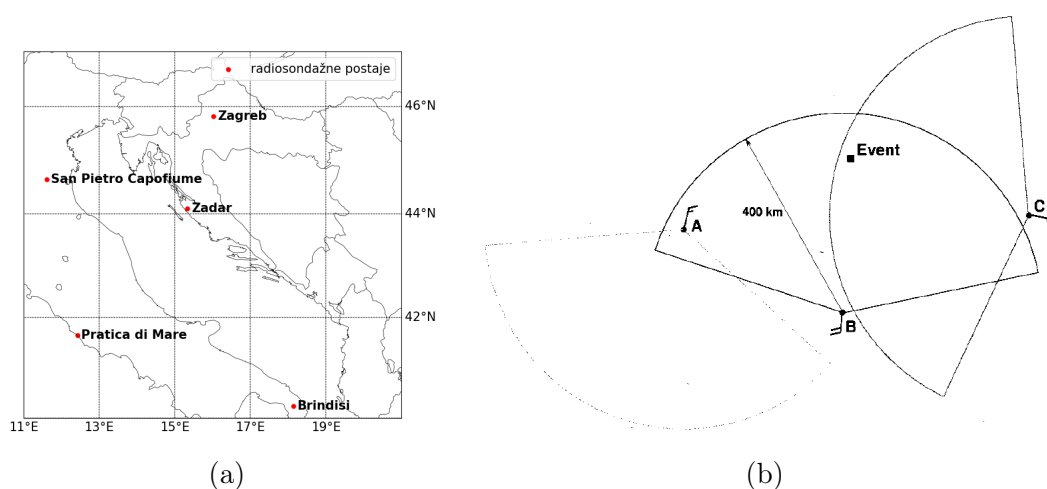 radiosondažne postaje
46°N
Zagreb
San Pietro Capofiume
Zadar
44°N
42°N
Pratica di Mare
Brindisi
11°E 13°E 15°E 17°E 19°E
(a)
Event
400 km
A
C
B
(b)